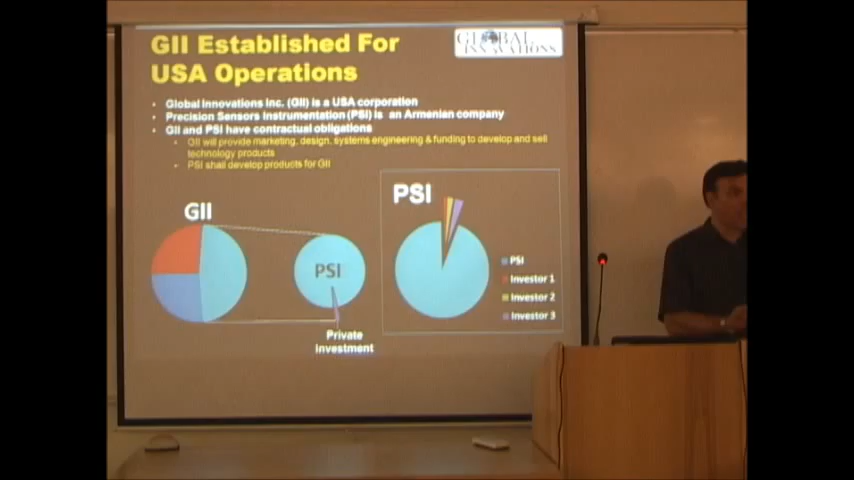 GII Established For
USA Operations
GLOBAL
INNOVATIONS
• Global Innovations Inc. (GII) is a USA corporation
• Precision Sensors Instrumentation (PSI) is an Armenian company
• GII and PSI have contractual obligations
• GII will provide marketing, design, systems engineering & funding to develop and sell
technology products
• PSI shall develop products for GII
GII
PSI
Private
investment
PSI
PSI
Investor 1
Investor 2
Investor 3